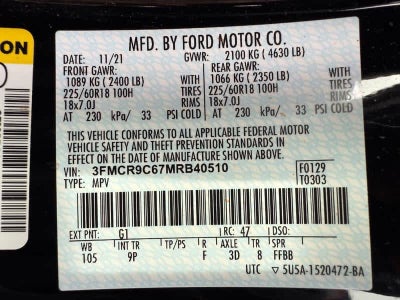 MFD. BY FORD MOTOR CO.
DATE: 11/21 GVWR: 2100 KG ( 4630 LB)
FRONT GAWR: REAR GAWR:
1089 KG ( 2400 LB) WITH 1066 KG ( 2350 LB) WITH
225/60R18 100H TIRES 225/60R18 100H TIRES
18x7.0J RIMS 18x7.0J RIMS
AT 230 kPa/ 33 PSI COLD AT 230 kPa/ 33 PSI COLD
THIS VEHICLE CONFORMS TO ALL APPLICABLE FEDERAL MOTOR
VEHICLE SAFETY AND THEFT PREVENTION STANDARDS IN
EFFECT ON THE DATE OF MANUFACTURE SHOWN ABOVE.
VIN: 3FMCR9C67MRB40510 F0129
TYPE: MPV T0303
EXT PNT: G1 RC: 47 DSO:
WB INT TR TP/PS R AXLE TR SPR
105 9P F 3D 8 FFBB
UTC ▽ 5U5A-1520472-BA